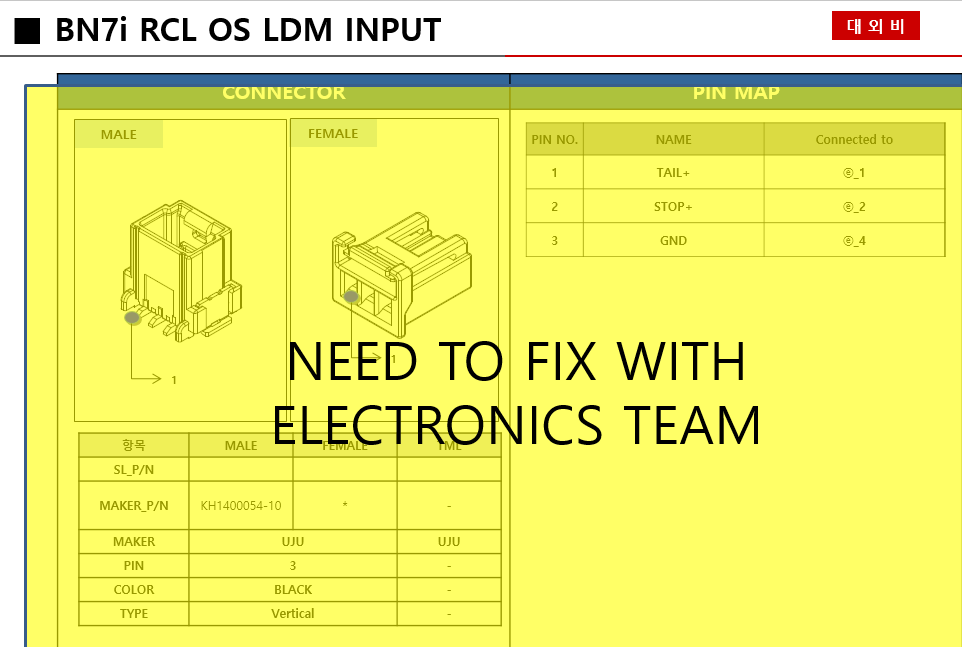 ■ BN7i RCL OS LDM INPUT
대 외 비
CONNECTOR
PIN MAP
MALE
FEMALE
1
1
PIN NO. NAME Connected to
1 TAIL+ ⓔ_1
2 STOP+ ⓔ_2
3 GND ⓔ_4
NEED TO FIX WITH
ELECTRONICS TEAM
항목 MALE FEMALE TML
SL_P/N
MAKER_P/N KH1400054-10 * -
MAKER UJU UJU
PIN 3 -
COLOR BLACK -
TYPE Vertical -